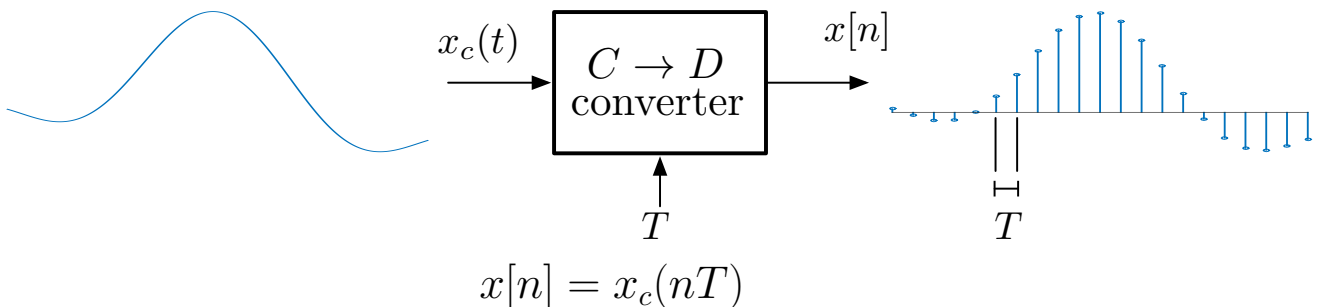 x_c(t)
C → D
converter
x[n]
T
T
x[n] = x_c(nT)